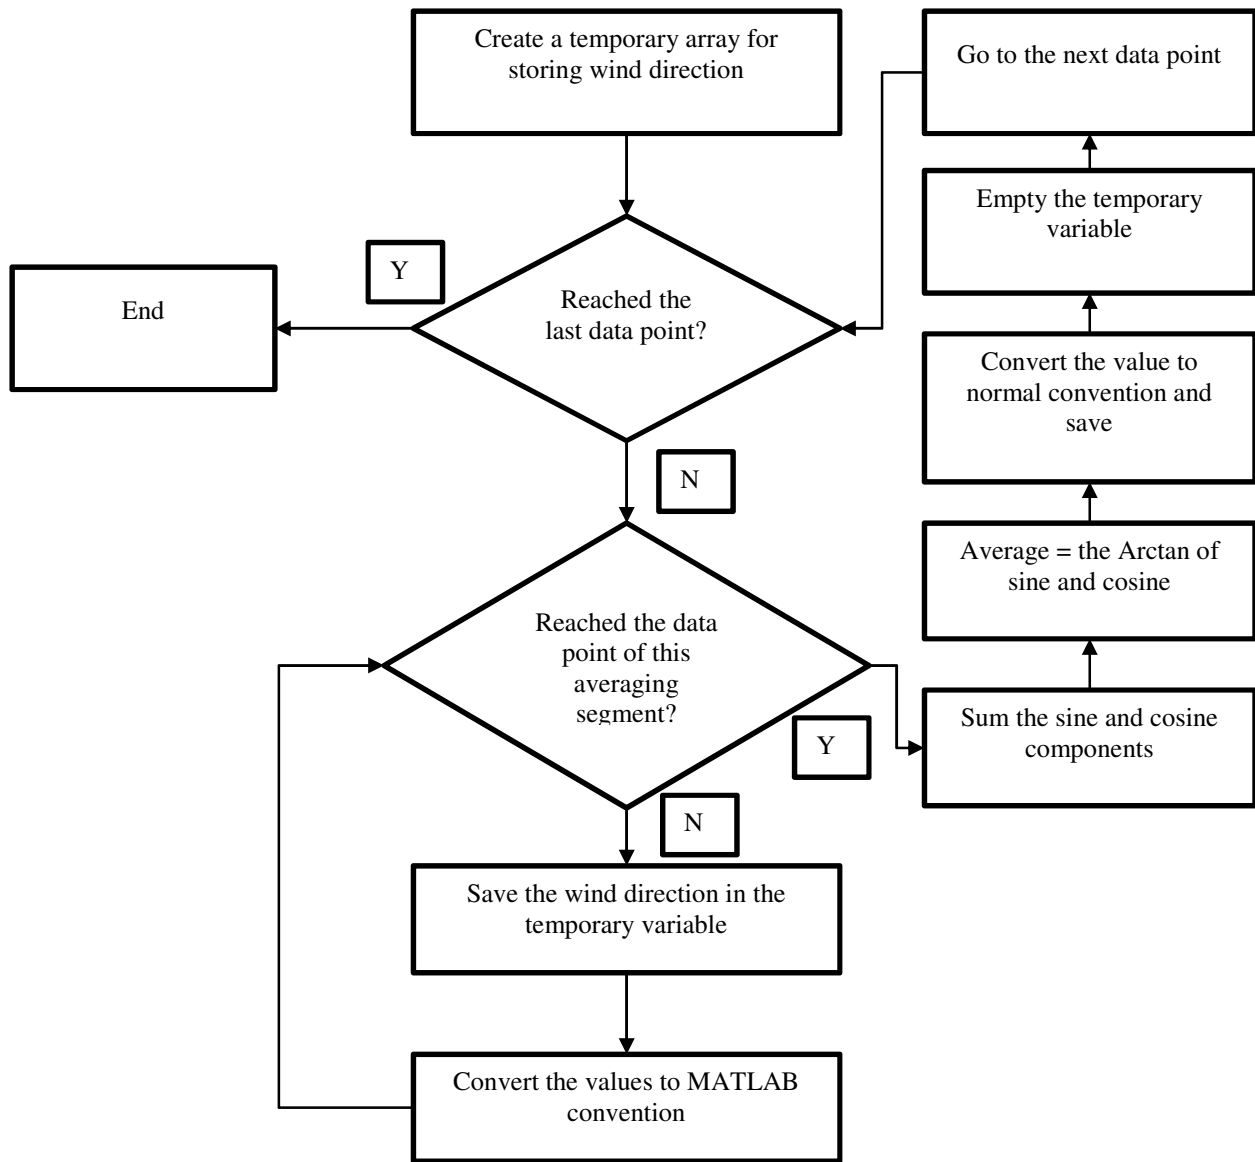 Create a temporary array for
storing wind direction
Go to the next data point
Empty the temporary
variable
Y
End
Reached the
last data point?
Convert the value to
normal convention and
save
N
Average = the Arctan of
sine and cosine
Reached the data
point of this
averaging
segment?
Sum the sine and cosine
components
Y
N
Save the wind direction in the
temporary variable
Convert the values to MATLAB
convention